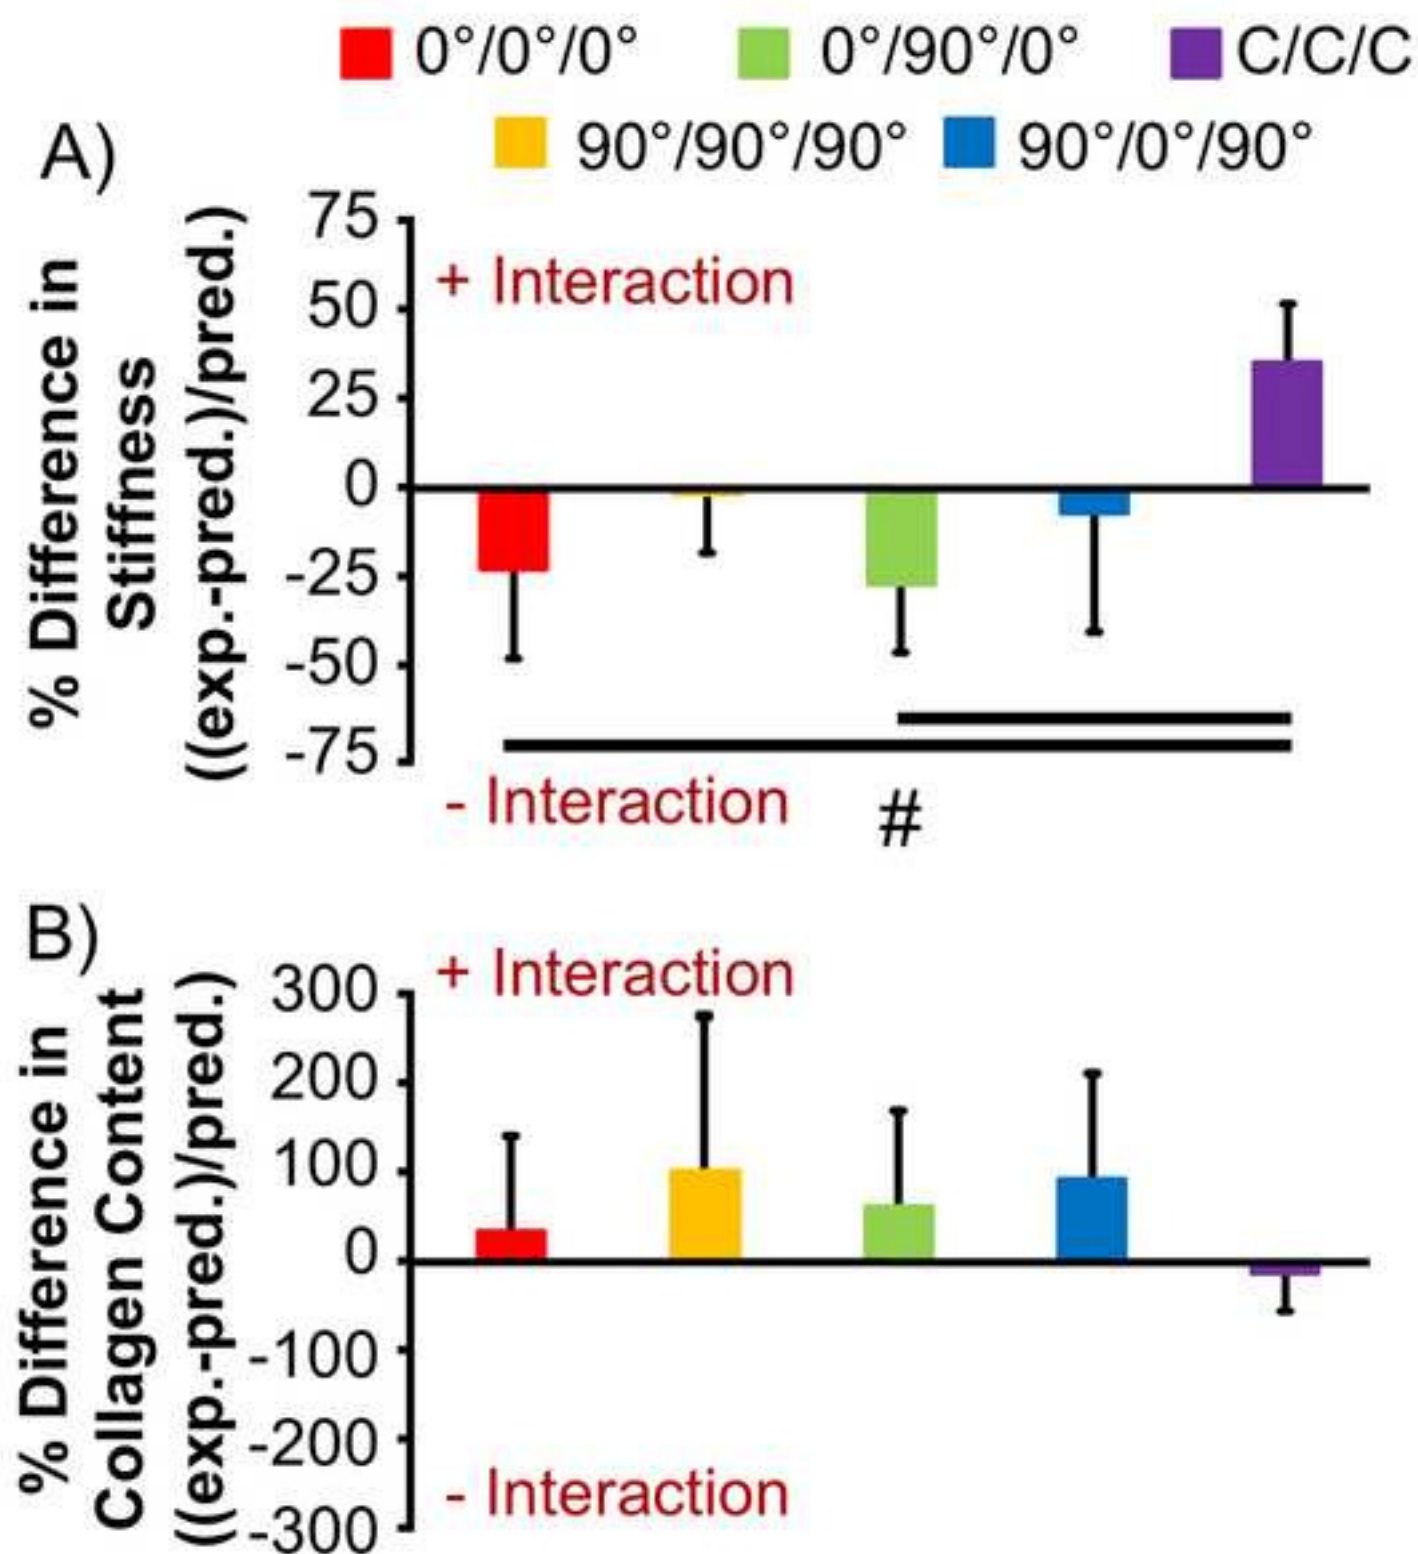 0°/0°/0° 0°/90°/0° C/C/C
90°/90°/90° 90°/0°/90°
A)
% Difference in
Stiffness
((exp.-pred.)/pred.)
75
+ Interaction
50
25
0
-25
-50
-75
- Interaction #
B)
% Difference in
Collagen Content
((exp.-pred.)/pred.)
+ Interaction
300
200
100
0
-100
-200
- Interaction
-300